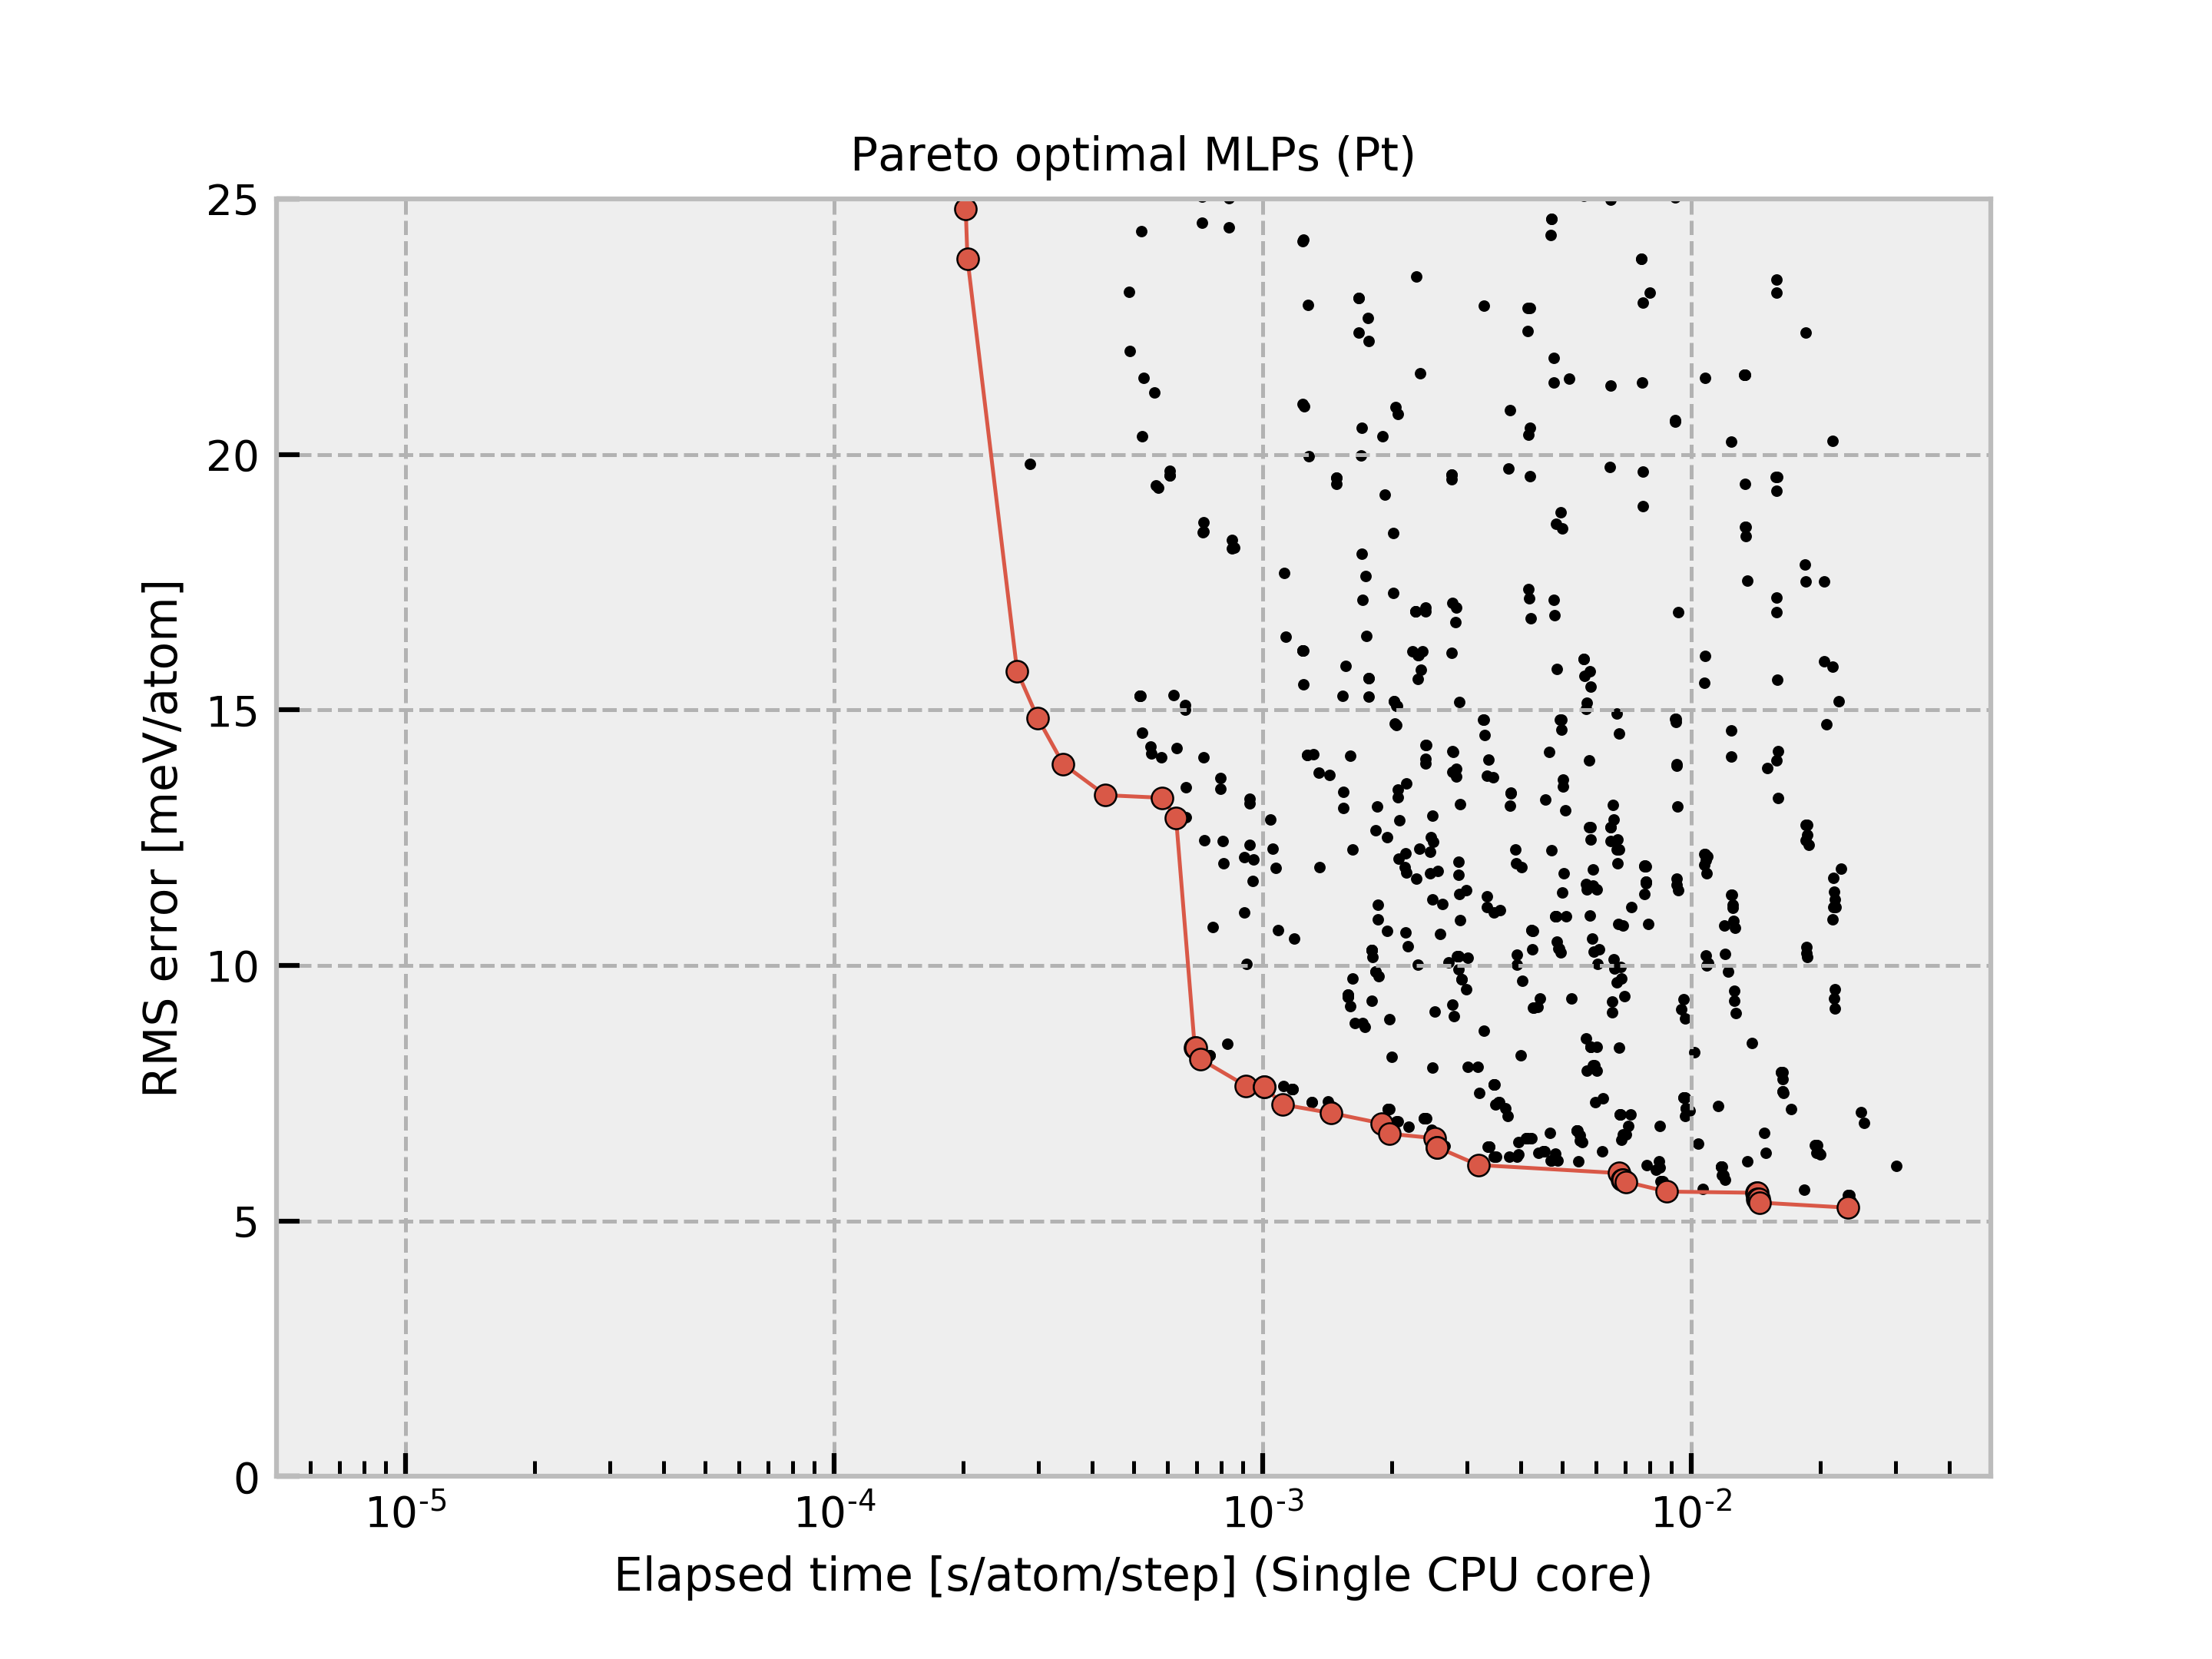 Pareto optimal MLPs (Pt)
RMS error [meV/atom]
25
20
15
10
5
0
10-5 10-4 10-3 10-2
Elapsed time [s/atom/step] (Single CPU core)